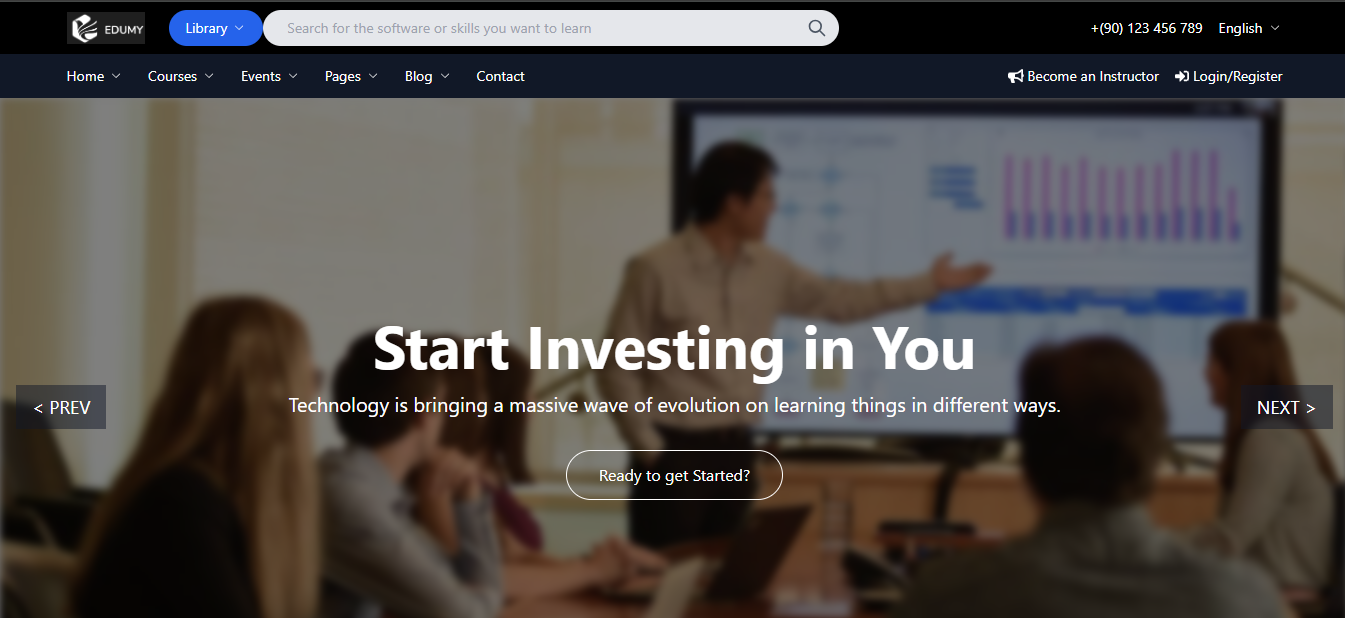 EDUMY Library Search for the software or skills you want to learn +(90) 123 456 789 English
Home Courses Events Pages Blog Contact Become an Instructor Login/Register
Start Investing in You
< PREV
Technology is bringing a massive wave of evolution on learning things in different ways.
NEXT >
Ready to get Started?